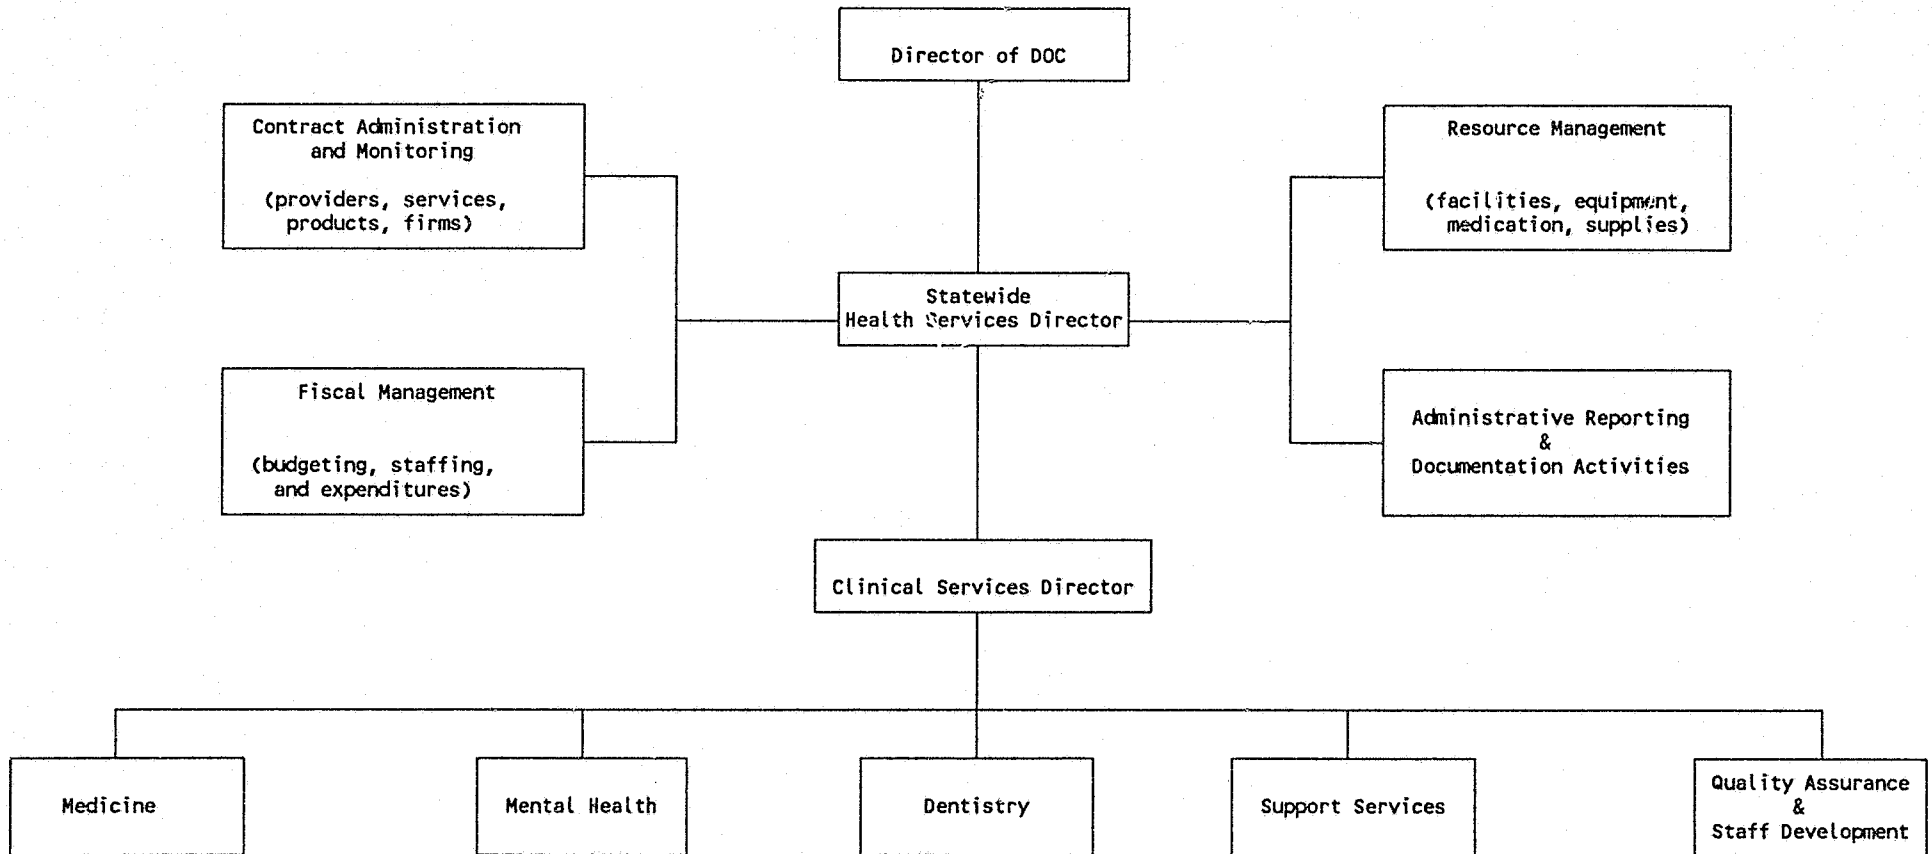 Director of DOC
Contract Administration
and Monitoring
(providers, services,
products, firms)
Resource Management
(facilities, equipment,
medication, supplies)
Statewide
Health Services Director
Fiscal Management
(budgeting, staffing,
and expenditures)
Administrative Reporting
&
Documentation Activities
Clinical Services Director
Medicine
Mental Health
Dentistry
Support Services
Quality Assurance
&
Staff Development